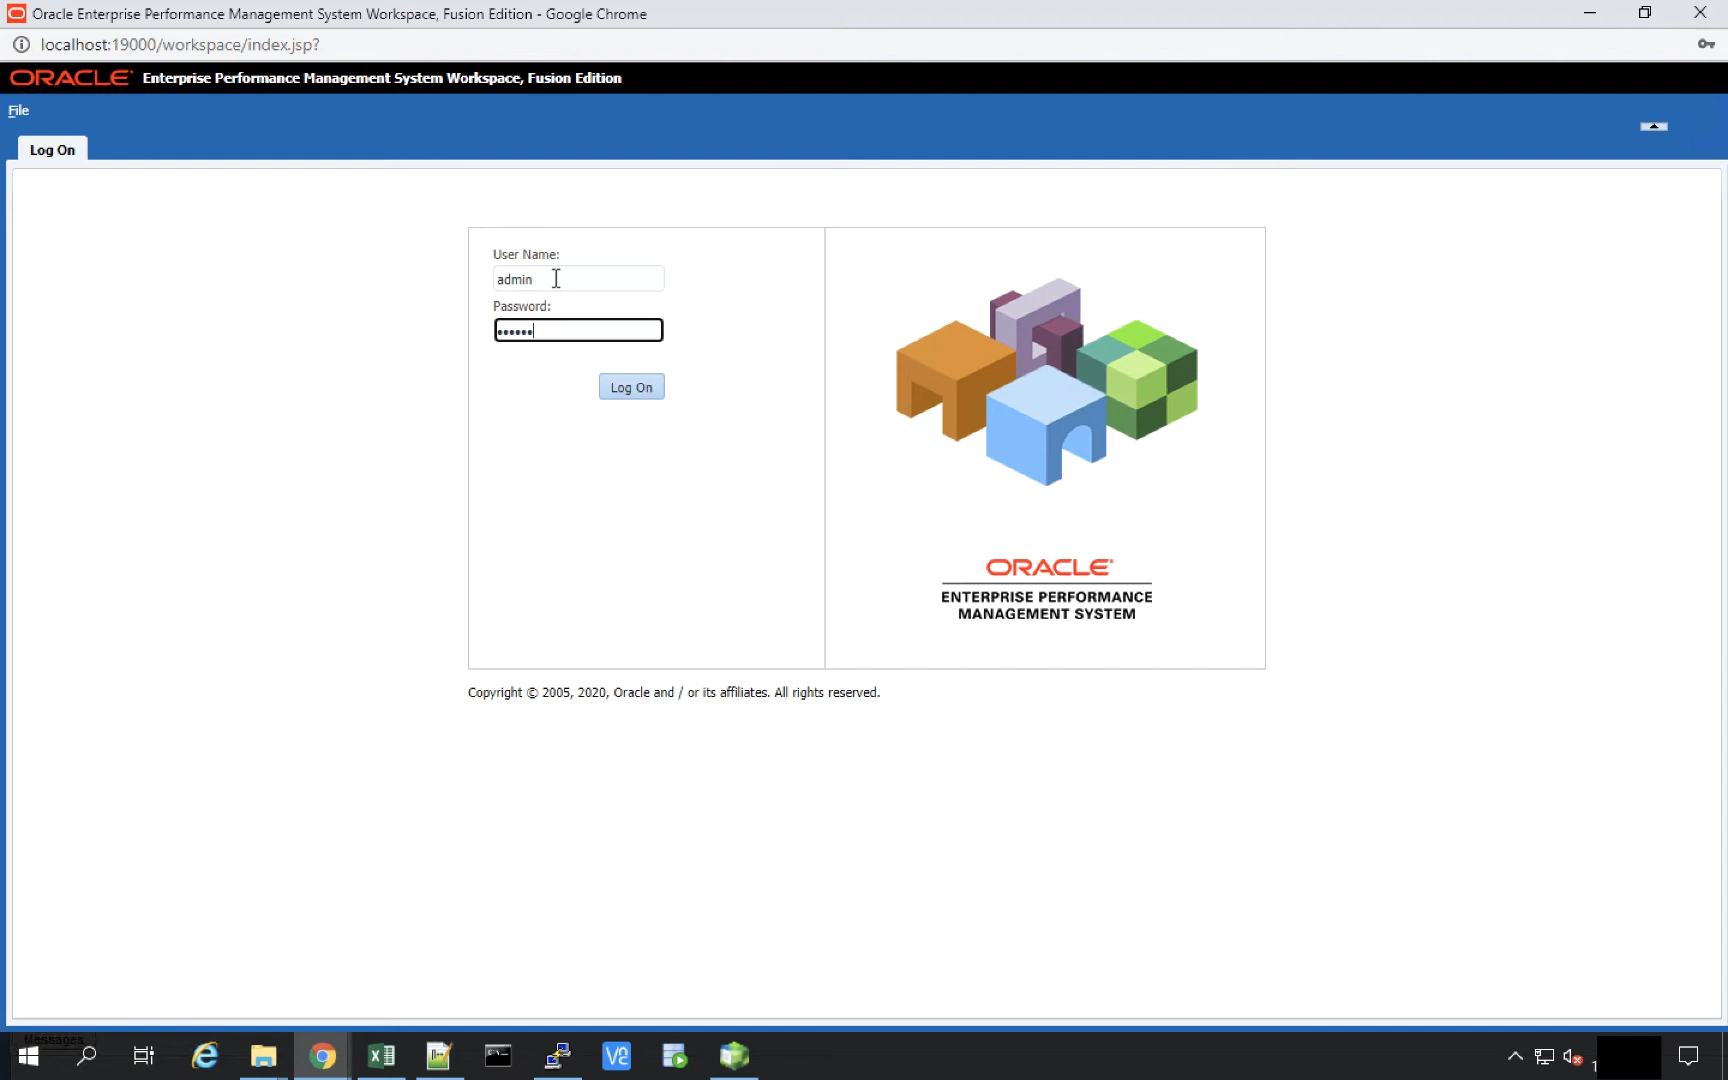 Oracle Enterprise Performance Management System Workspace, Fusion Edition - Google Chrome
localhost:19000/workspace/index.jsp?
ORACLE Enterprise Performance Management System Workspace, Fusion Edition
File
Log On
User Name:
admin
Password:
••••••
Log On
ORACLE
ENTERPRISE PERFORMANCE
MANAGEMENT SYSTEM
Copyright © 2005, 2020, Oracle and / or its affiliates. All rights reserved.
Messages
1